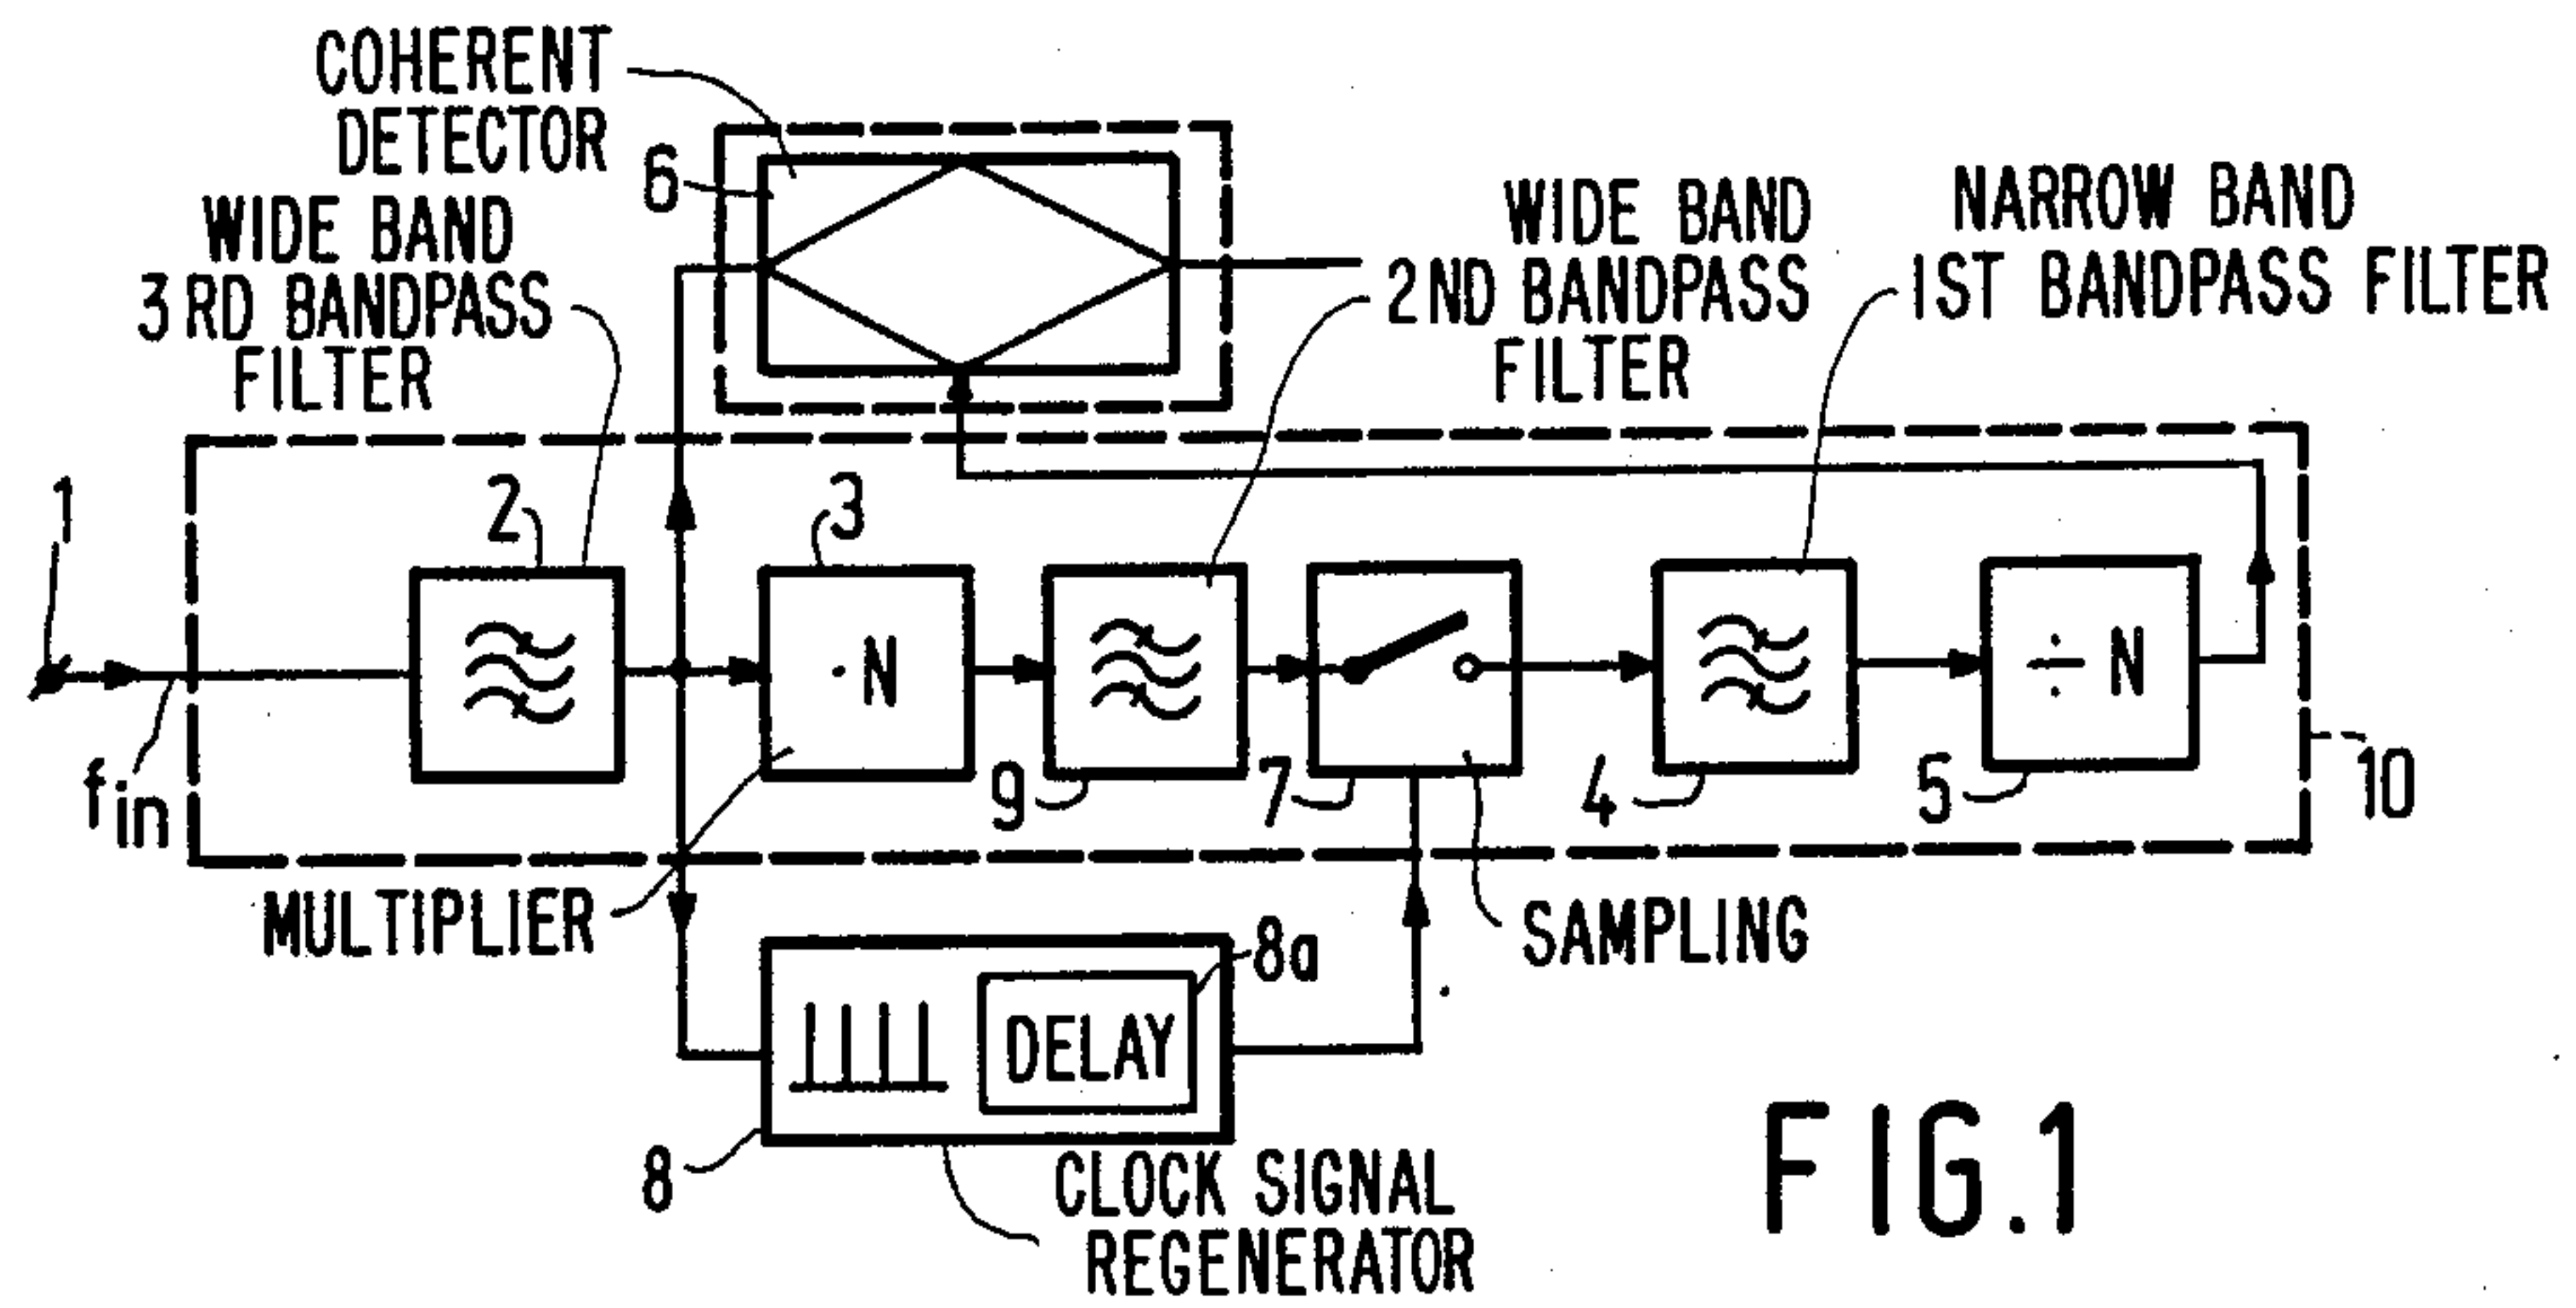 COHERENT
DETECTOR
6
WIDE BAND
3 RD BANDPASS
FILTER
WIDE BAND
2ND BANDPASS
FILTER
NARROW BAND
1ST BANDPASS FILTER
1
2
3
fin
· N
÷ N
9
7
4
5
10
MULTIPLIER
SAMPLING
8a
DELAY
8
CLOCK SIGNAL
REGENERATOR
FIG.1